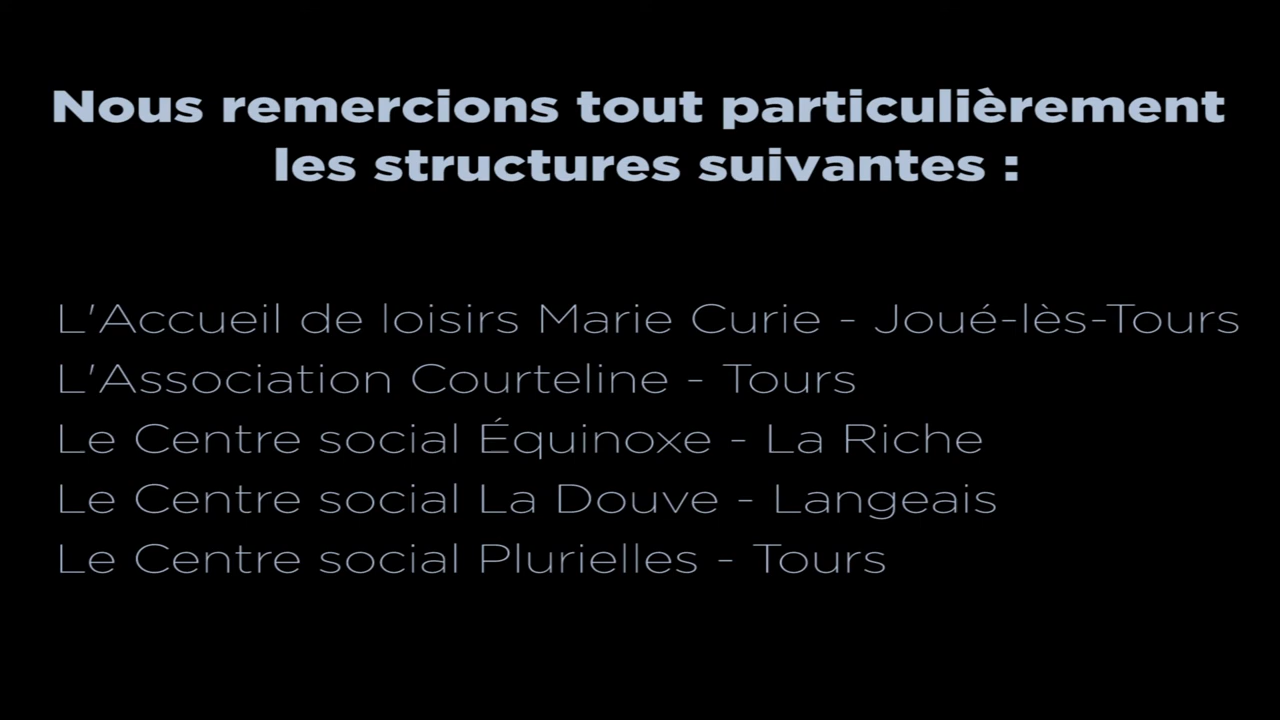 Nous remercions tout particulièrement
les structures suivantes :
L'Accueil de loisirs Marie Curie - Joué-lès-Tours
L'Association Courteline - Tours
Le Centre social Équinoxe - La Riche
Le Centre social La Douve - Langeais
Le Centre social Plurielles - Tours